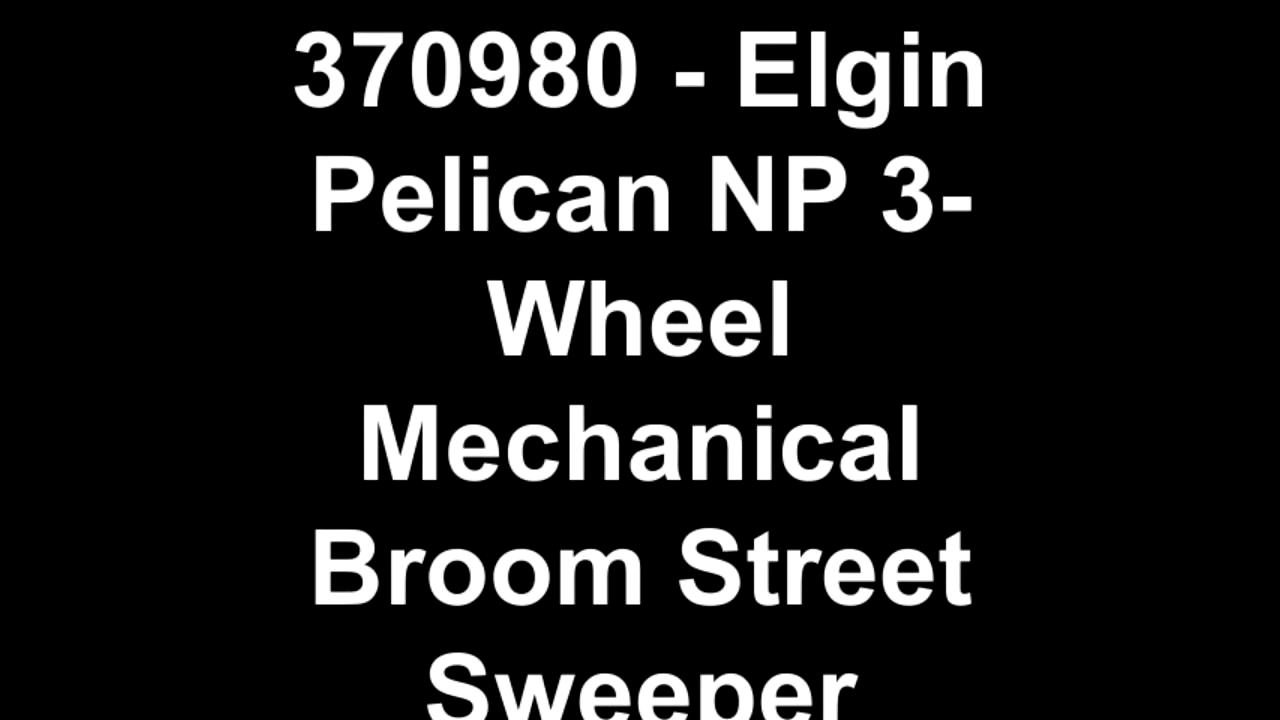 370980 - Elgin
Pelican NP 3-
Wheel
Mechanical
Broom Street
Sweeper